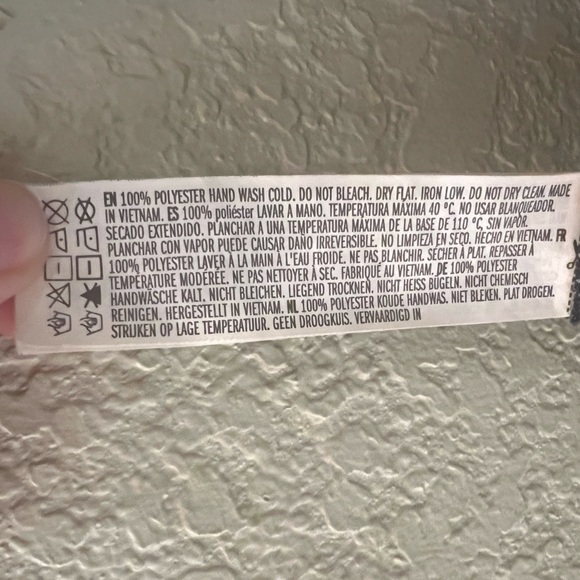 EN 100% POLYESTER HAND WASH COLD. DO NOT BLEACH. DRY FLAT. IRON LOW. DO NOT DRY CLEAN. MADE
IN VIETNAM. ES 100% poliéster LAVAR A MANO. TEMPERATURA MÁXIMA 40 °C. NO USAR BLANQUEADOR.
SECADO EXTENDIDO. PLANCHAR A UNA TEMPERATURA MÁXIMA DE LA BASE DE 110 °C, SIN VAPOR.
PLANCHAR CON VAPOR PUEDE CAUSAR DAÑO IRREVERSIBLE. NO LIMPIEZA EN SECO. HECHO EN VIETNAM. FR
100% POLYESTER LAVER À LA MAIN À L'EAU FROIDE. NE PAS BLANCHIR. SÉCHER À PLAT. REPASSER À
TEMPÉRATURE MODÉRÉE. NE PAS NETTOYER À SEC. FABRIQUÉ AU VIETNAM. DE 100% POLYESTER
HANDWÄSCHE KALT. NICHT BLEICHEN. LIEGEND TROCKNEN. NICHT HEISS BÜGELN. NICHT CHEMISCH
REINIGEN. HERGESTELLT IN VIETNAM. NL 100% POLYESTER KOUDE HANDWAS. NIET BLEKEN. PLAT DROGEN.
STRIJKEN OP LAGE TEMPERATUUR. GEEN DROOGKUIS. VERVAARDIGD IN